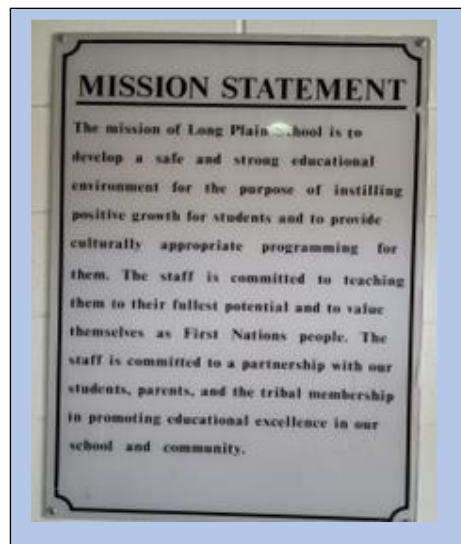 MISSION STATEMENT
The mission of Long Plain School is to
develop a safe and strong educational
environment for the purpose of instilling
positive growth for students and to provide
culturally appropriate programming for
them. The staff is committed to teaching
them to their fullest potential and to value
themselves as First Nations people. The
staff is committed to a partnership with our
students, parents, and the tribal membership
in promoting educational excellence in our
school and community.